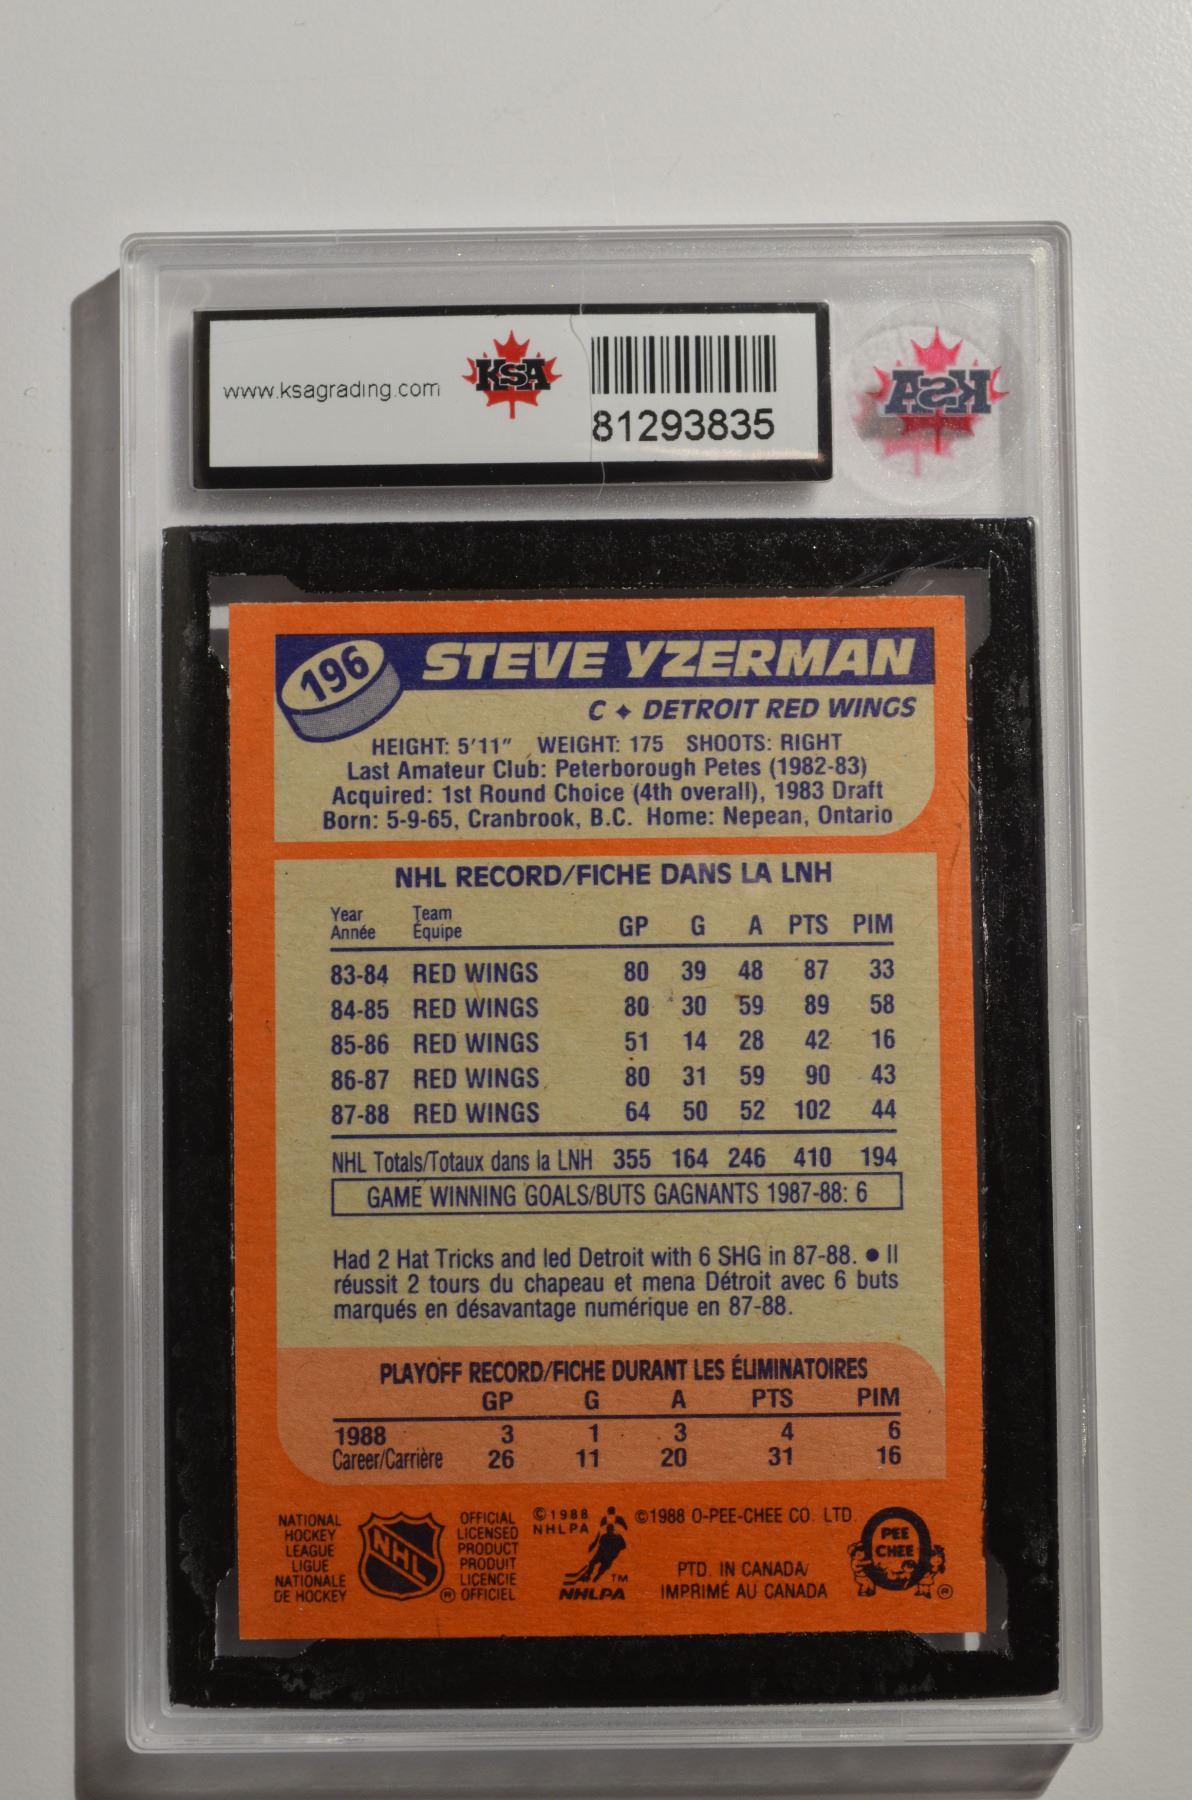 www.ksagrading.com
KSA
81293835
KSA
196
STEVE YZERMAN
C ♦ DETROIT RED WINGS
HEIGHT: 5'11" WEIGHT: 175 SHOOTS: RIGHT
Last Amateur Club: Peterborough Petes (1982-83)
Acquired: 1st Round Choice (4th overall), 1983 Draft
Born: 5-9-65, Cranbrook, B.C. Home: Nepean, Ontario
NHL RECORD/FICHE DANS LA LNH
Year Team
Année Équipe GP G A PTS PIM
83-84 RED WINGS 80 39 48 87 33
84-85 RED WINGS 80 30 59 89 58
85-86 RED WINGS 51 14 28 42 16
86-87 RED WINGS 80 31 59 90 43
87-88 RED WINGS 64 50 52 102 44
NHL Totals/Totaux dans la LNH 355 164 246 410 194
GAME WINNING GOALS/BUTS GAGNANTS 1987-88: 6
Had 2 Hat Tricks and led Detroit with 6 SHG in 87-88. ● Il
réussit 2 tours du chapeau et mena Détroit avec 6 buts
marqués en désavantage numérique en 87-88.
PLAYOFF RECORD/FICHE DURANT LES ÉLIMINATOIRES
GP G A PTS PIM
1988 3 1 3 4 6
Career/Carrière 26 11 20 31 16
NATIONAL
HOCKEY
LEAGUE
LIGUE
NATIONALE
DE HOCKEY
NHL
®
OFFICIAL
LICENSED
PRODUCT
PRODUIT
LICENCIE
OFFICIEL
©1988
NHLPA
TM
NHLPA
©1988 O-PEE-CHEE CO. LTD.
PTD. IN CANADA/
IMPRIMÉ AU CANADA
PEE
CHEE
®